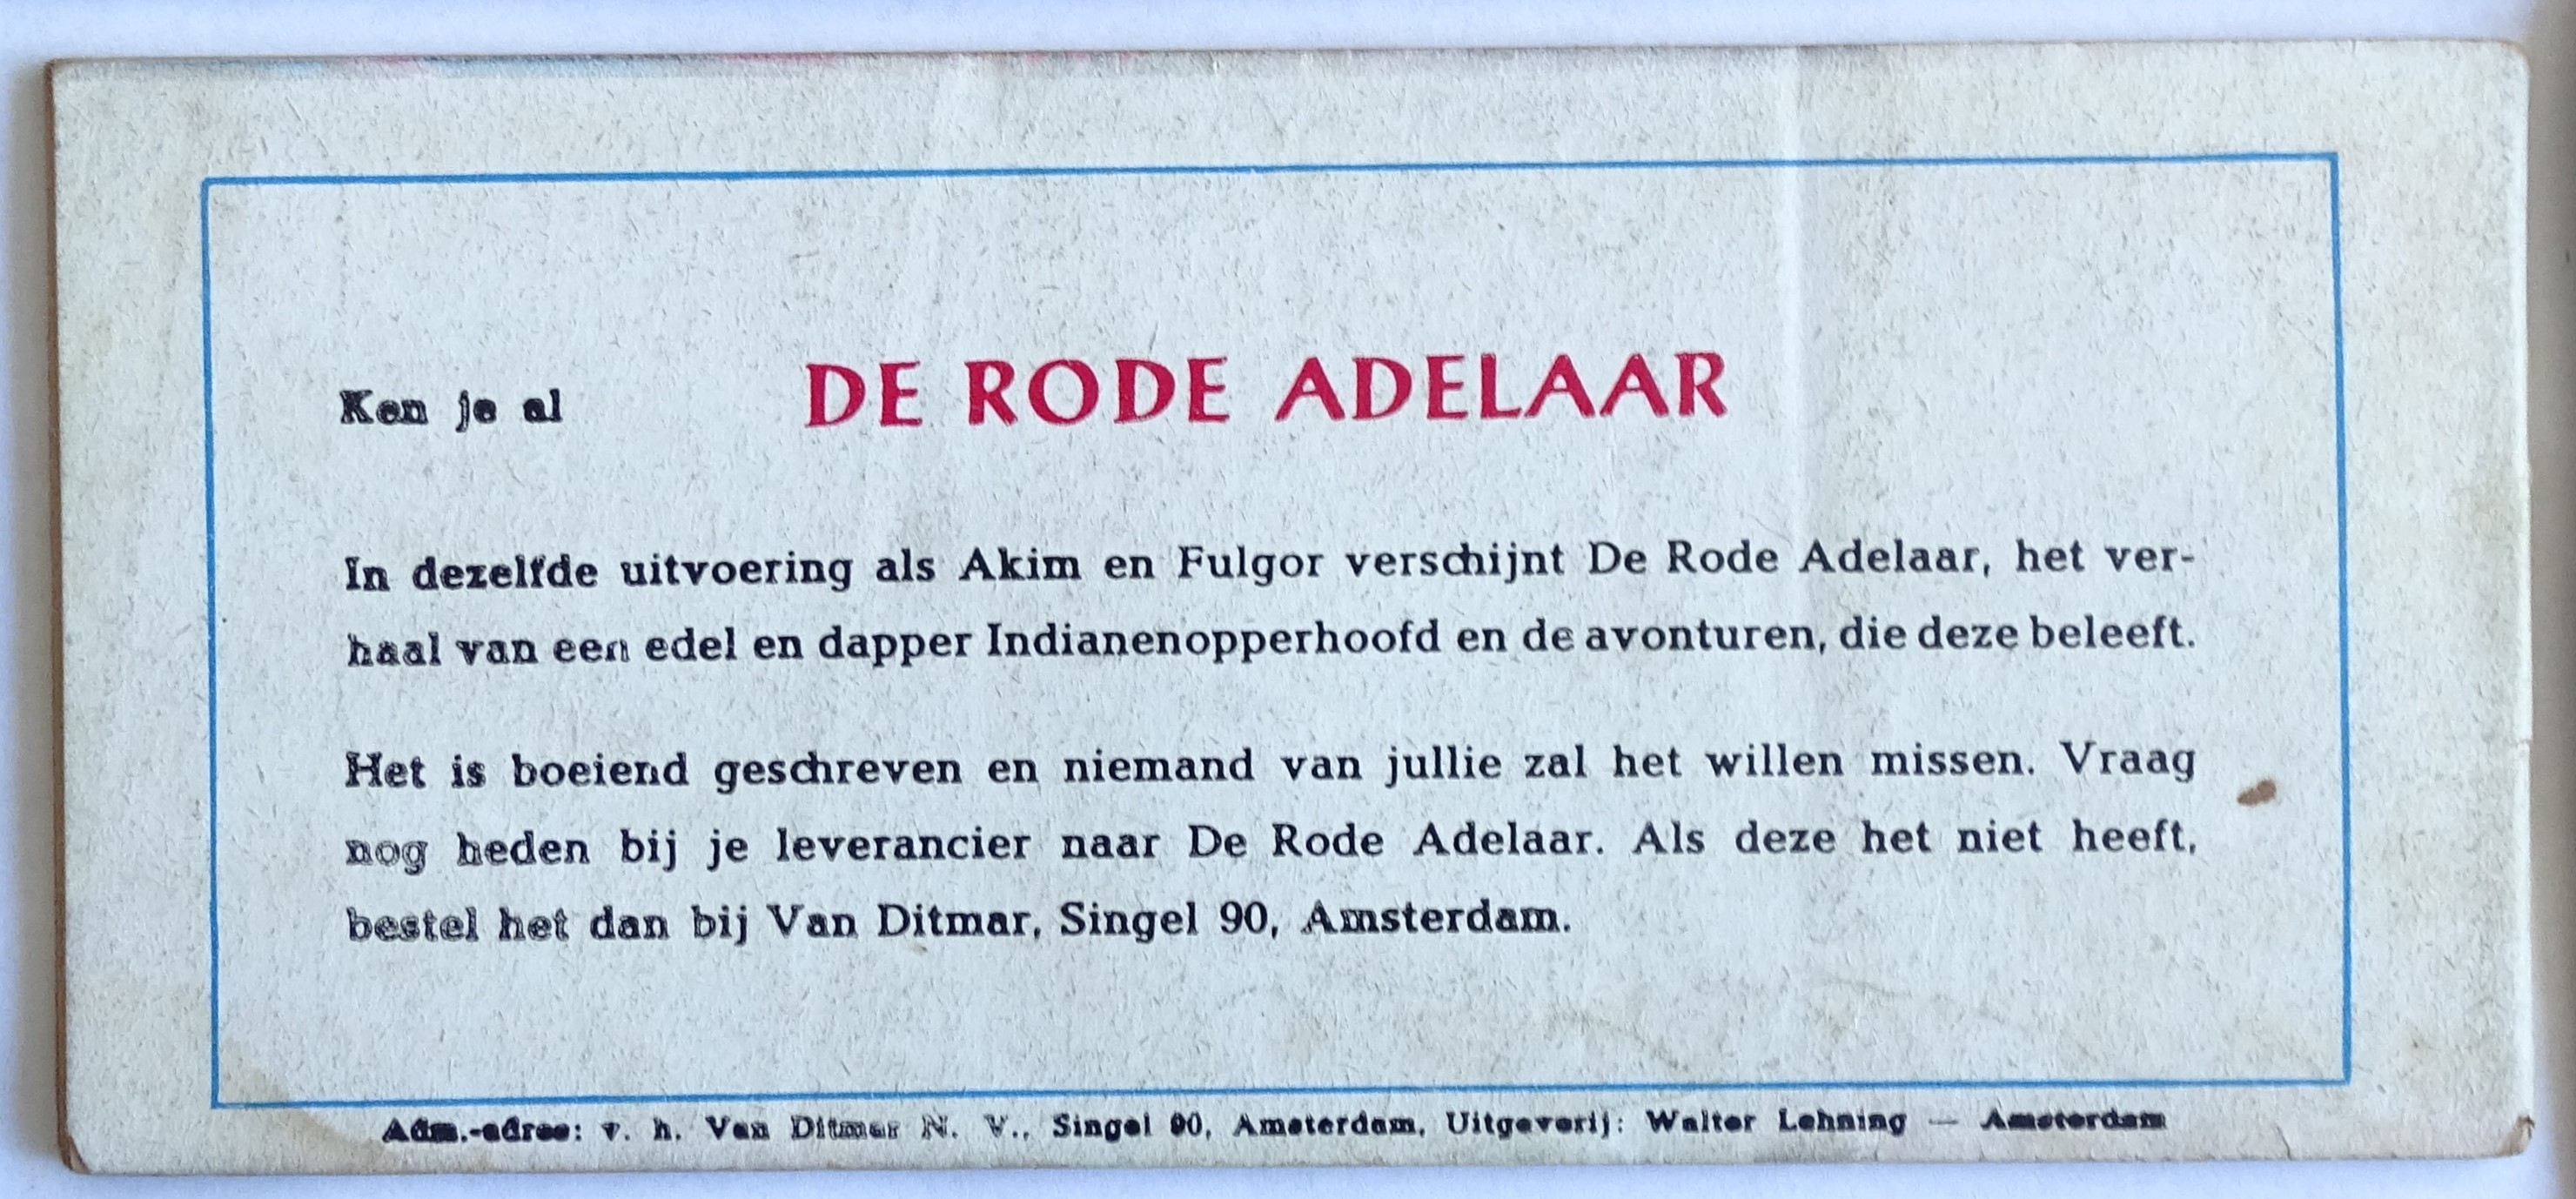 Ken je al DE RODE ADELAAR
In dezelfde uitvoering als Akim en Fulgor verschijnt De Rode Adelaar, het ver-
haal van een edel en dapper Indianenopperhoofd en de avonturen, die deze beleeft.
Het is boeiend geschreven en niemand van jullie zal het willen missen. Vraag
nog heden bij je leverancier naar De Rode Adelaar. Als deze het niet heeft,
bestel het dan bij Van Ditmar, Singel 90, Amsterdam.
Adm.-adres: v. h. Van Ditmar N. V., Singel 90, Amsterdam, Uitgeverij: Walter Lehning — Amsterdam